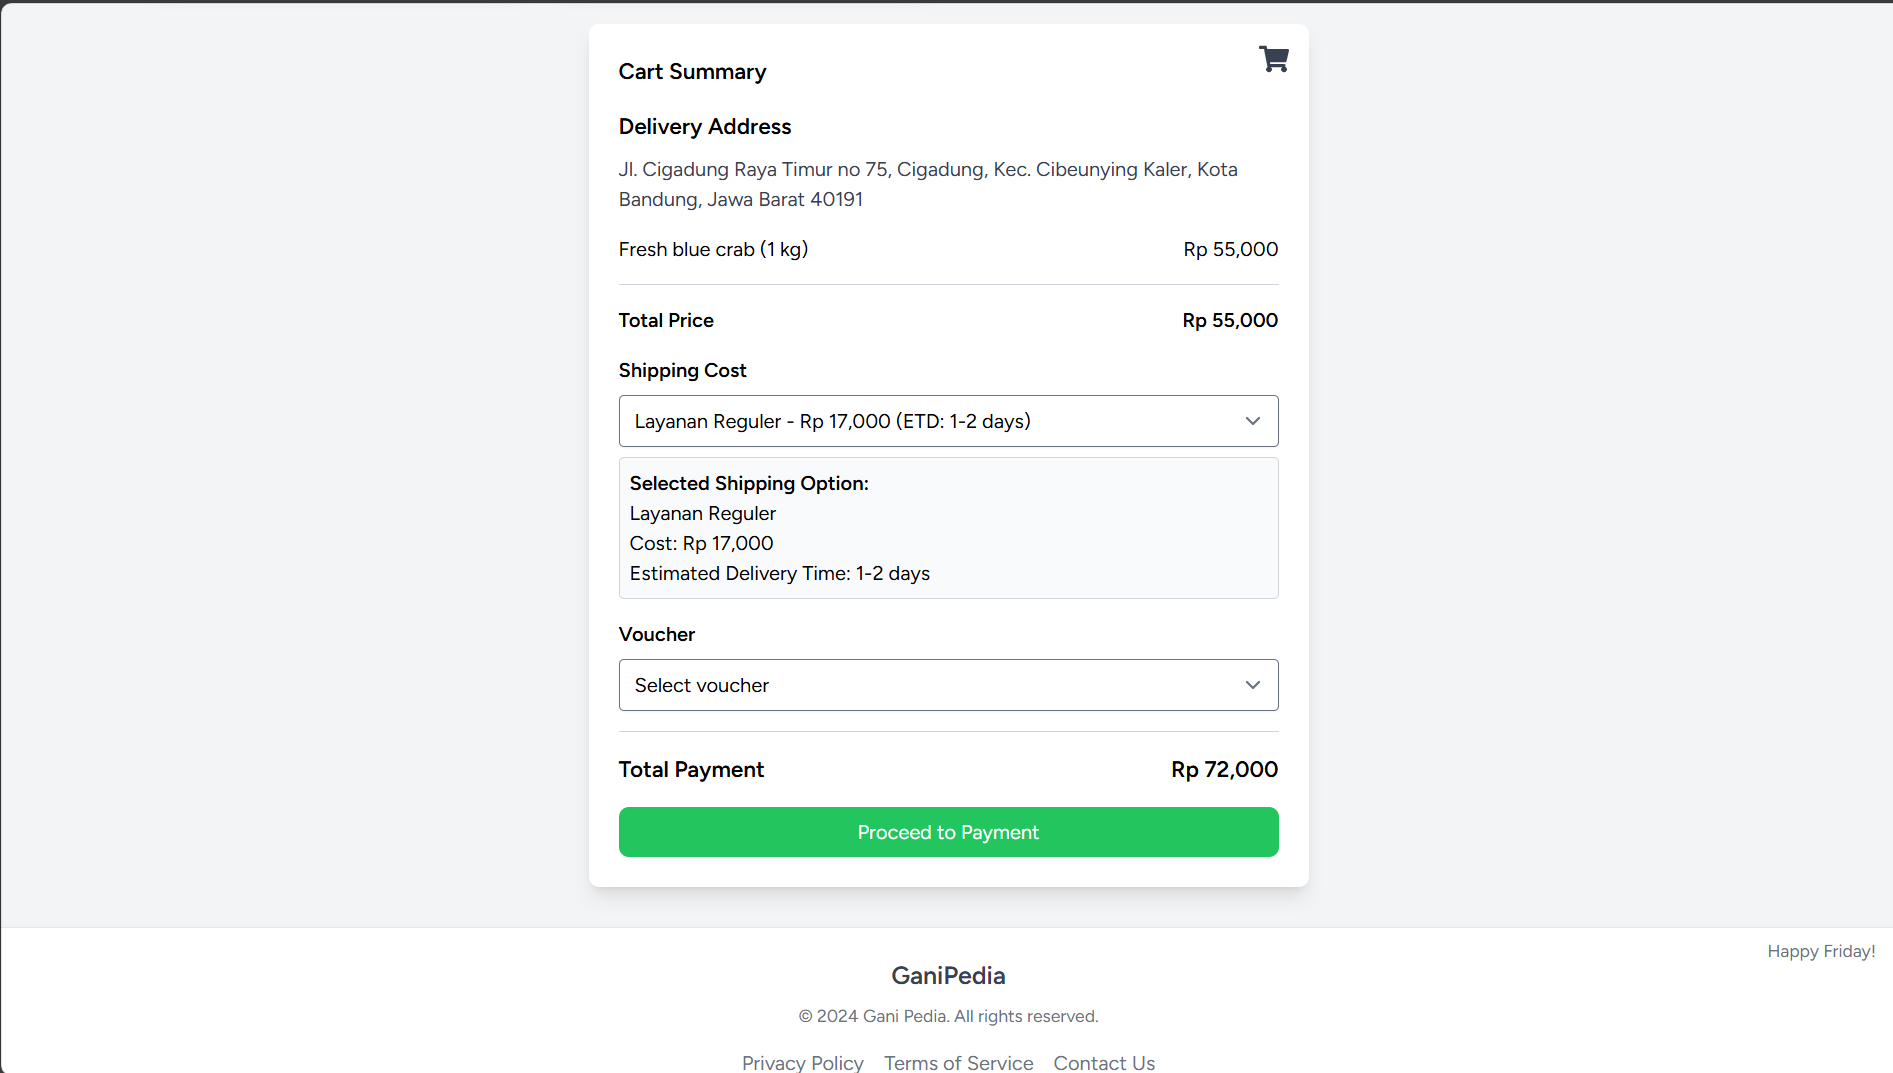 Cart Summary
Delivery Address
Jl. Cigadung Raya Timur no 75, Cigadung, Kec. Cibeunying Kaler, Kota
Bandung, Jawa Barat 40191
Fresh blue crab (1 kg) Rp 55,000
Total Price Rp 55,000
Shipping Cost
Layanan Reguler - Rp 17,000 (ETD: 1-2 days)
Selected Shipping Option:
Layanan Reguler
Cost: Rp 17,000
Estimated Delivery Time: 1-2 days
Voucher
Select voucher
Total Payment Rp 72,000
Proceed to Payment
Happy Friday!
GaniPedia
© 2024 Gani Pedia. All rights reserved.
Privacy Policy Terms of Service Contact Us